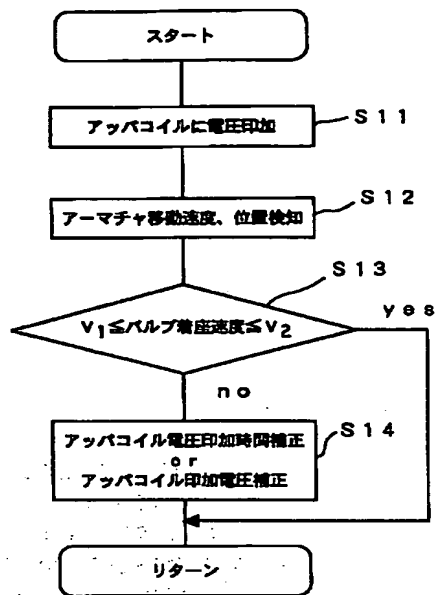 スタート
アッパコイルに電圧印加
S11
アーマチャ移動速度、位置検知
S12
S13
v1≦バルブ着座速度≦v2
yes
no
アッパコイル電圧印加時間補正
or
アッパコイル印加電圧補正
S14
リターン